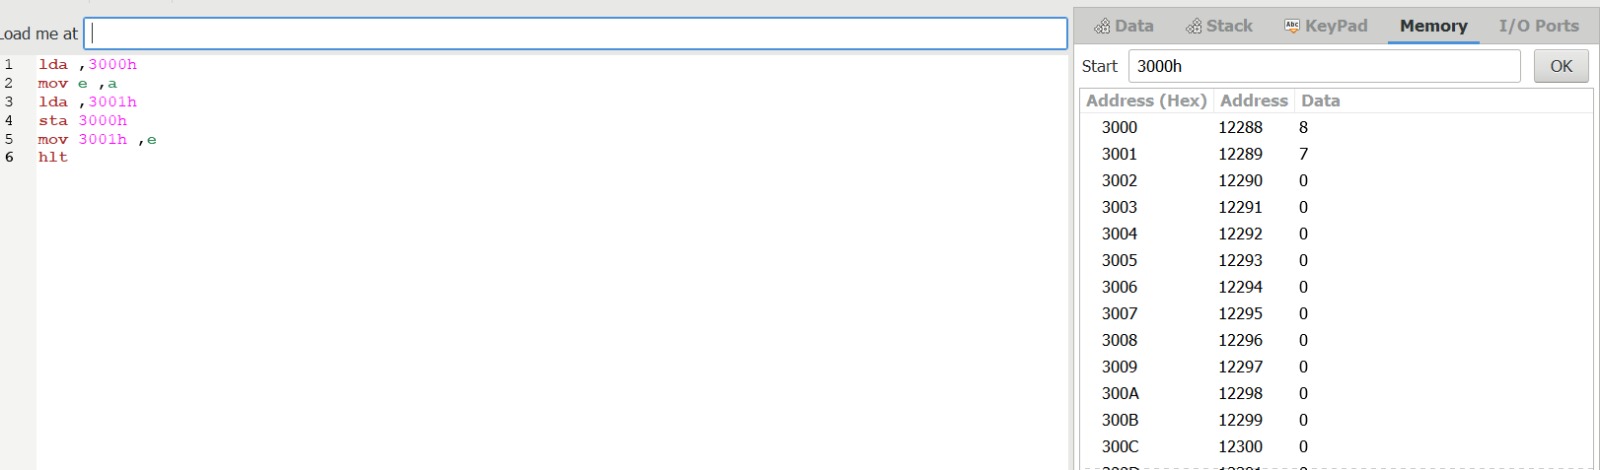 Load me at
1 lda ,3000h
2 mov e ,a
3 lda ,3001h
4 sta 3000h
5 mov 3001h ,e
6 hlt
Data Stack KeyPad Memory I/O Ports
Start 3000h OK
Address (Hex) Address Data
3000 12288 8
3001 12289 7
3002 12290 0
3003 12291 0
3004 12292 0
3005 12293 0
3006 12294 0
3007 12295 0
3008 12296 0
3009 12297 0
300A 12298 0
300B 12299 0
300C 12300 0